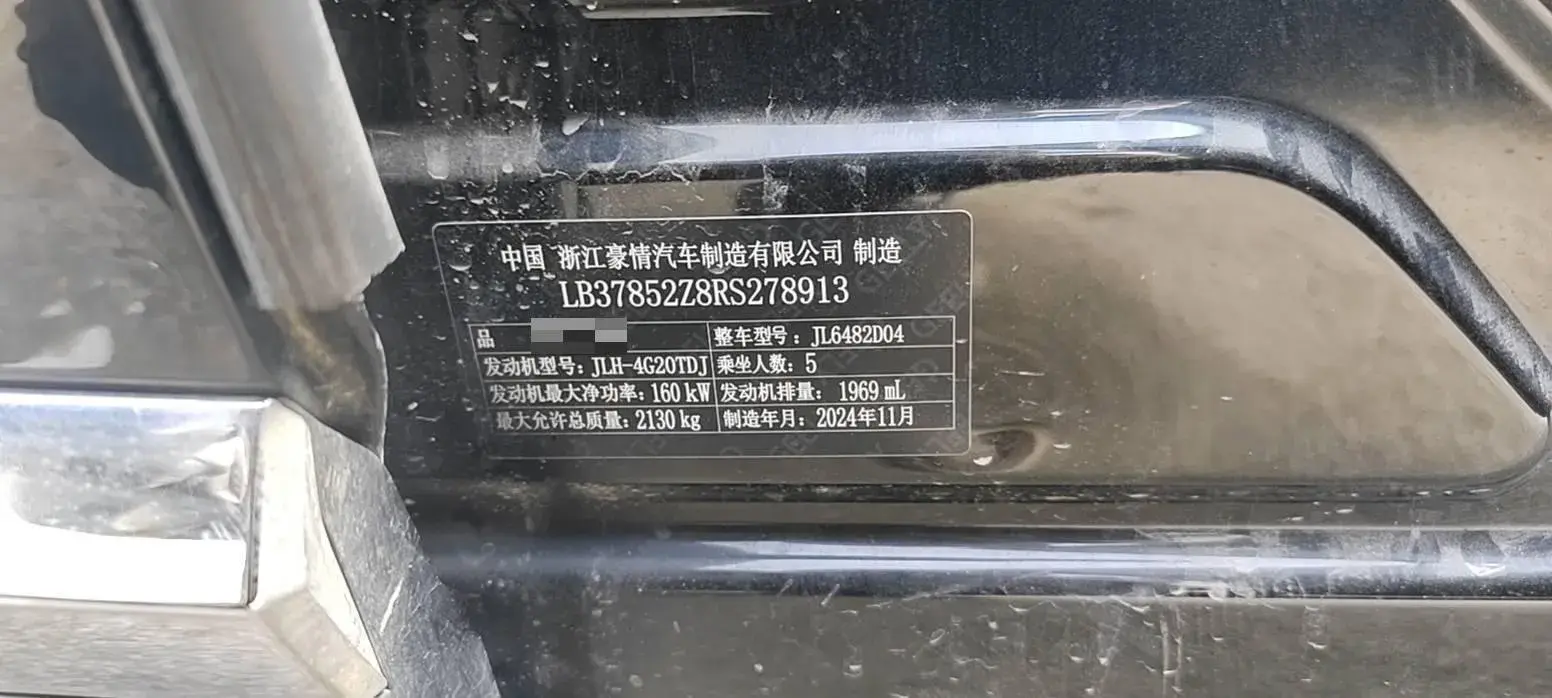 中国 浙江豪情汽车制造有限公司 制造
LB37852Z8RS278913
品 整车型号：JL6482D04
发动机型号：JLH-4G20TDJ 乘坐人数：5
发动机最大净功率：160 kW 发动机排量： 1969 mL
最大允许总质量：2130 kg 制造年月：2024年11月